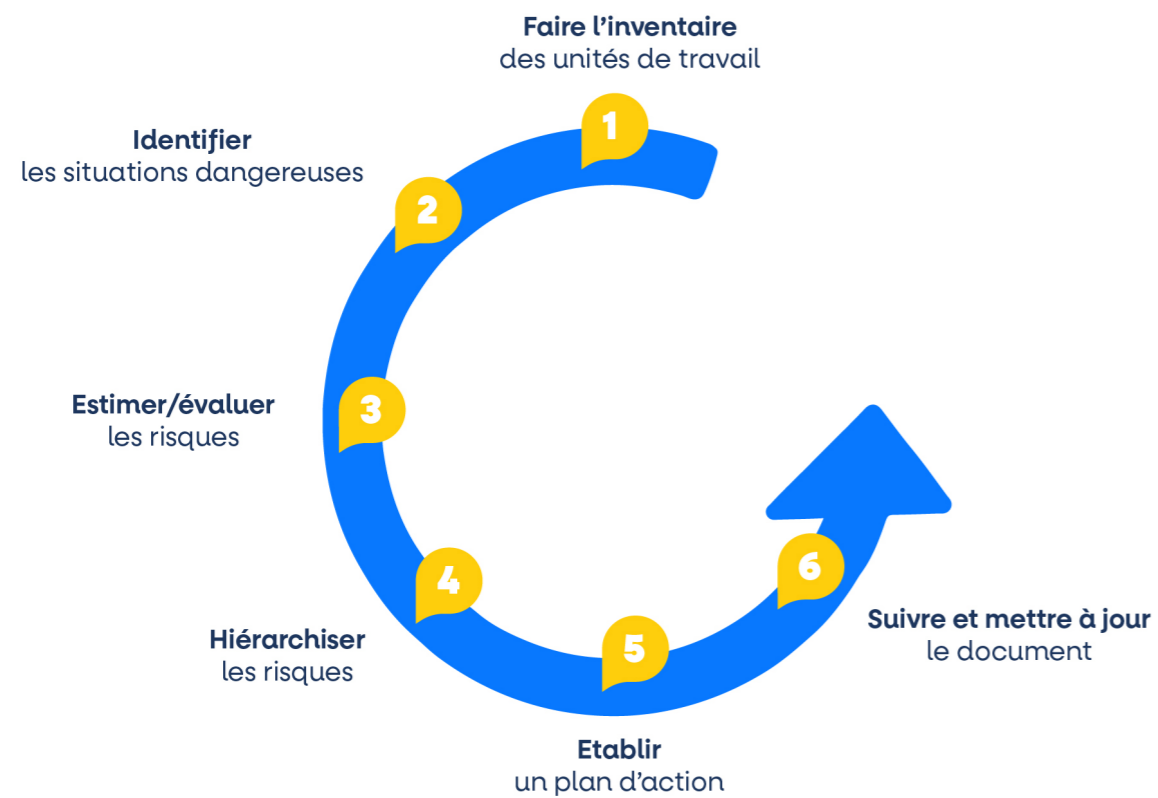 1
Faire l’inventaire
des unités de travail
2
Identifier
les situations dangereuses
3
Estimer/évaluer
les risques
4
Hiérarchiser
les risques
5
Etablir
un plan d’action
6
Suivre et mettre à jour
le document